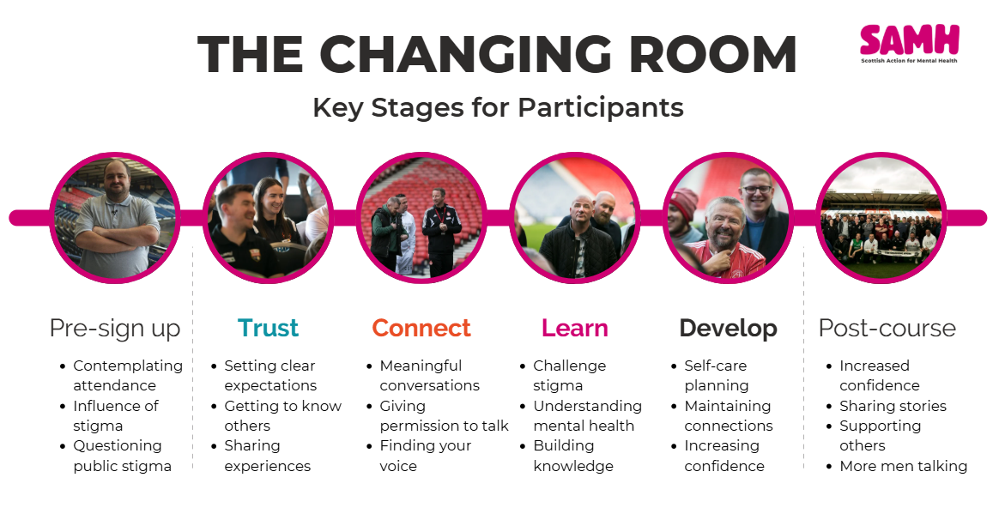 THE CHANGING ROOM
SAMH
Scottish Action for Mental Health
Key Stages for Participants
Pre-sign up
• Contemplating
attendance
• Influence of
stigma
• Questioning
public stigma
Trust
• Setting clear
expectations
• Getting to know
others
• Sharing
experiences
Connect
• Meaningful
conversations
• Giving
permission to talk
• Finding your
voice
Learn
• Challenge
stigma
• Understanding
mental health
• Building
knowledge
Develop
• Self-care
planning
• Maintaining
connections
• Increasing
confidence
Post-course
• Increased
confidence
• Sharing stories
• Supporting
others
• More men talking